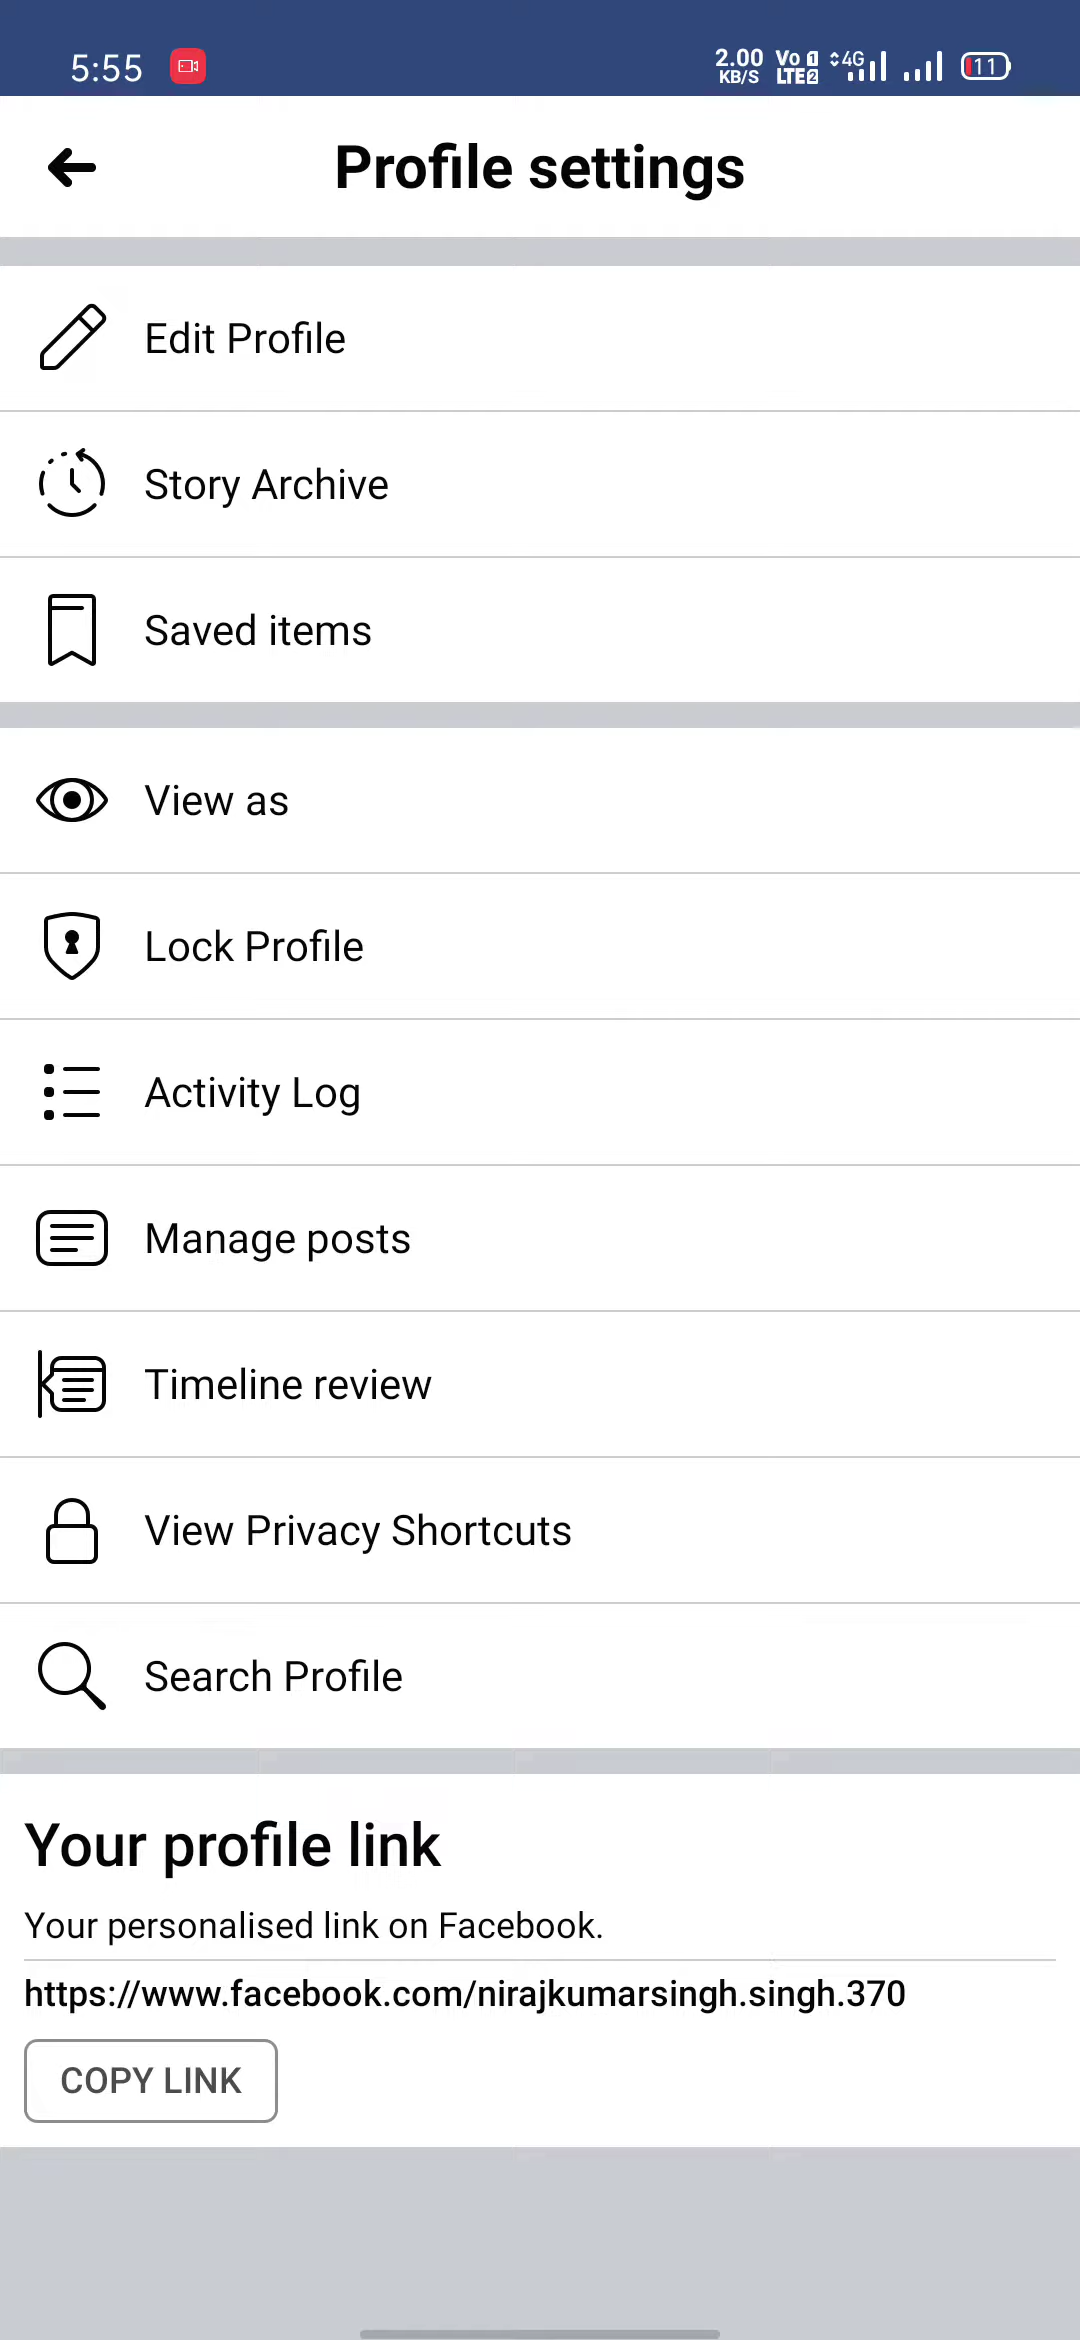 5:55
2.00 KB/S Vo 1 LTE 2 4G 11
Profile settings
Edit Profile
Story Archive
Saved items
View as
Lock Profile
Activity Log
Manage posts
Timeline review
View Privacy Shortcuts
Search Profile
Your profile link
Your personalised link on Facebook.
https://www.facebook.com/nirajkumarsingh.singh.370
COPY LINK